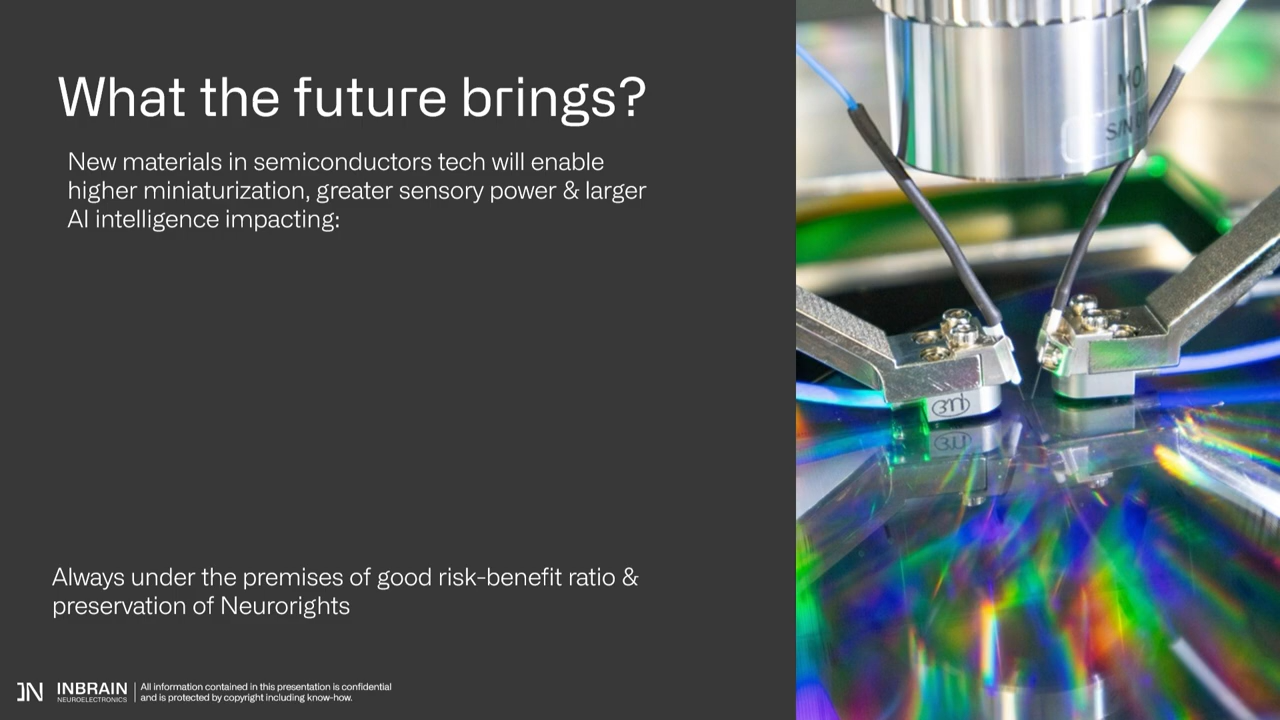 What the future brings?
New materials in semiconductors tech will enable
higher miniaturization, greater sensory power & larger
AI intelligence impacting:
Always under the premises of good risk-benefit ratio &
preservation of Neurorights
INBRAIN
NEUROELECTRONICS
All information contained in this presentation is confidential
and is protected by copyright including know-how.
S/N